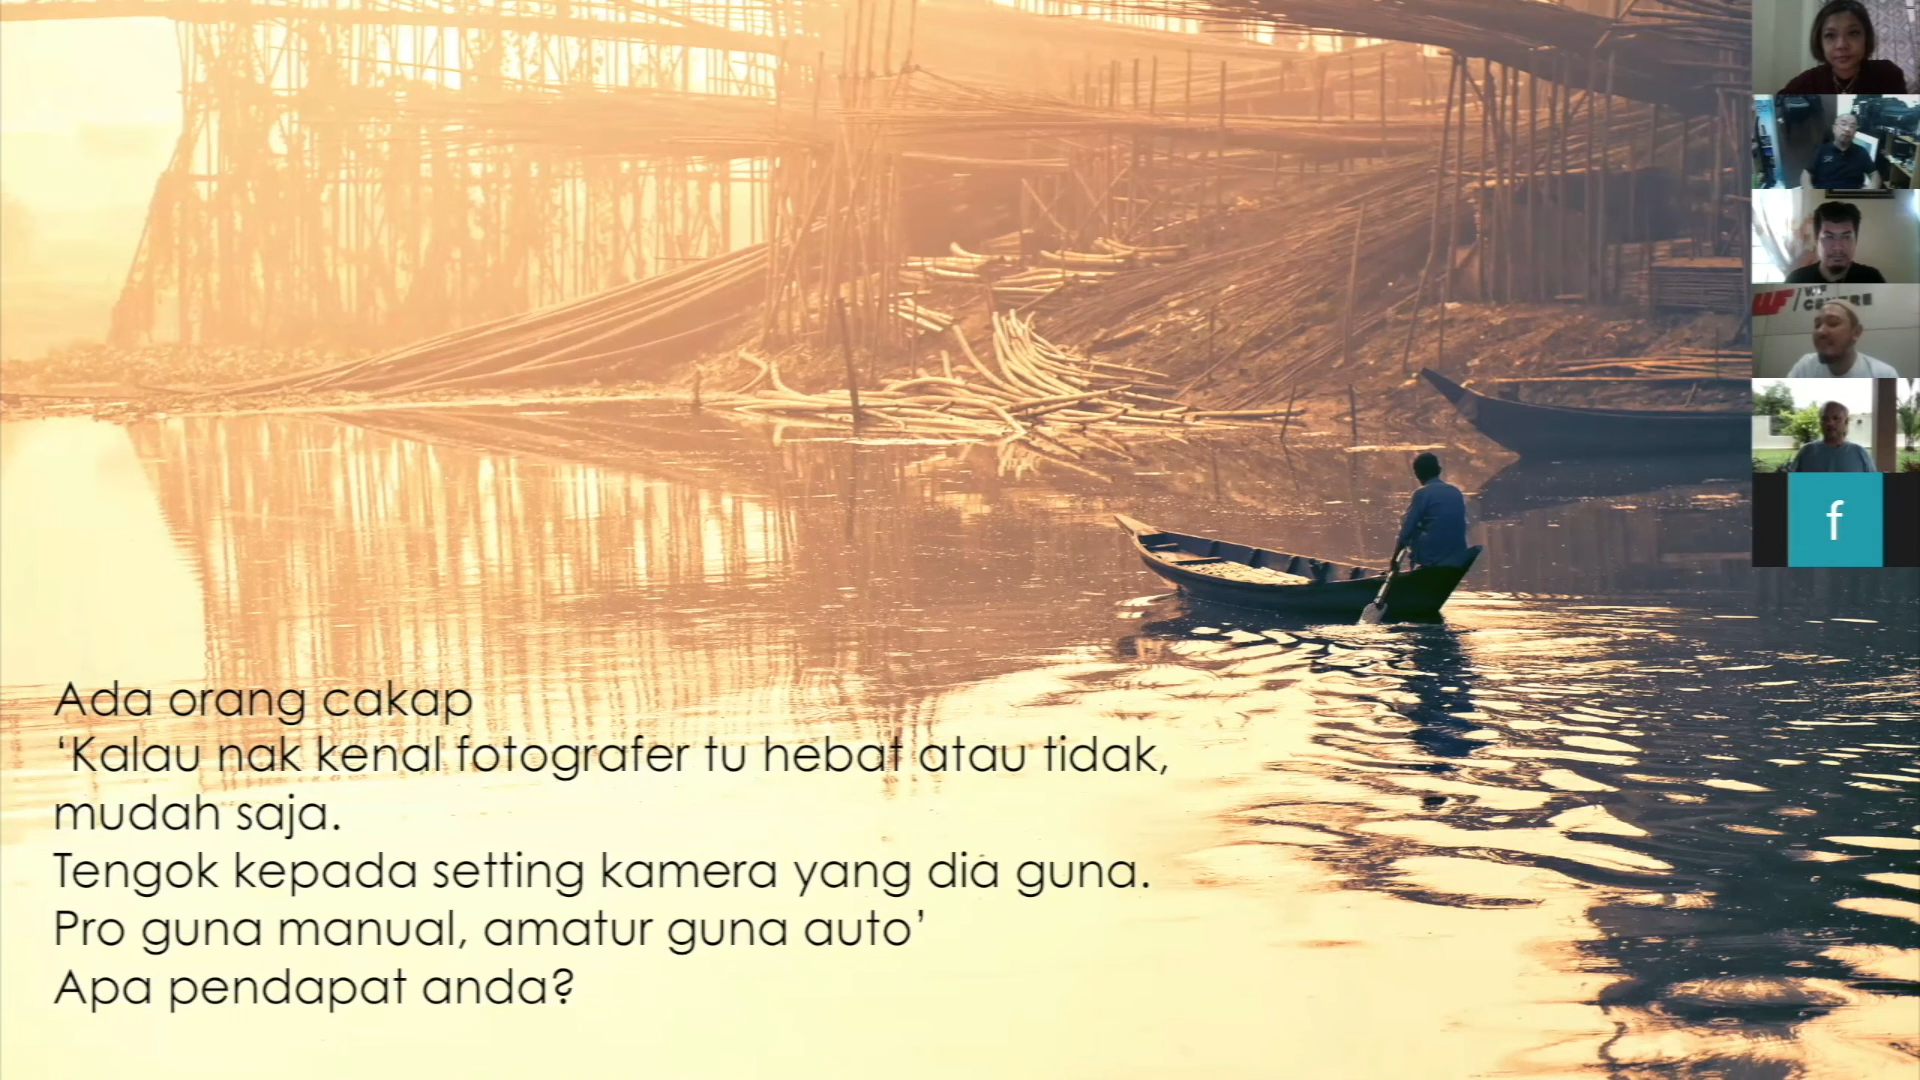 Ada orang cakap
‘Kalau nak kenal fotografer tu hebat atau tidak,
mudah saja.
Tengok kepada setting kamera yang dia guna.
Pro guna manual, amatur guna auto’
Apa pendapat anda?
CENTRE
f